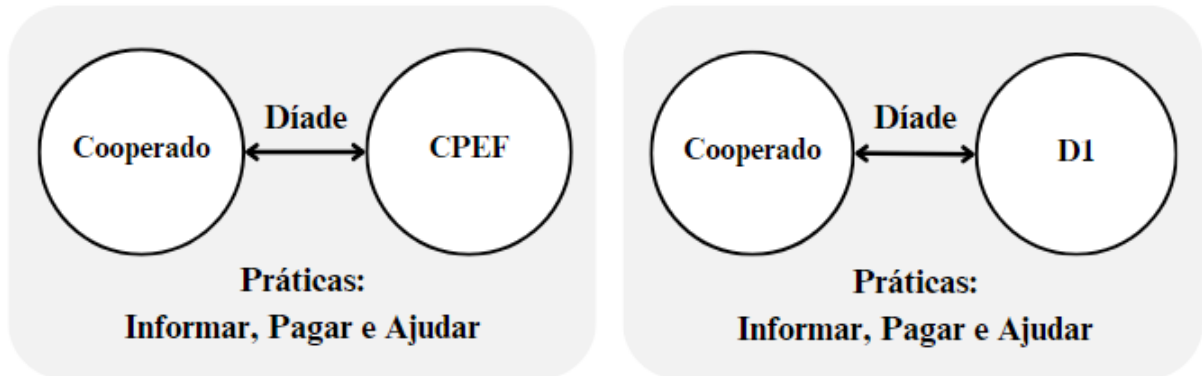 Díade
Cooperado
CPEF
Práticas:
Informar, Pagar e Ajudar
Díade
Cooperado
D1
Práticas:
Informar, Pagar e Ajudar